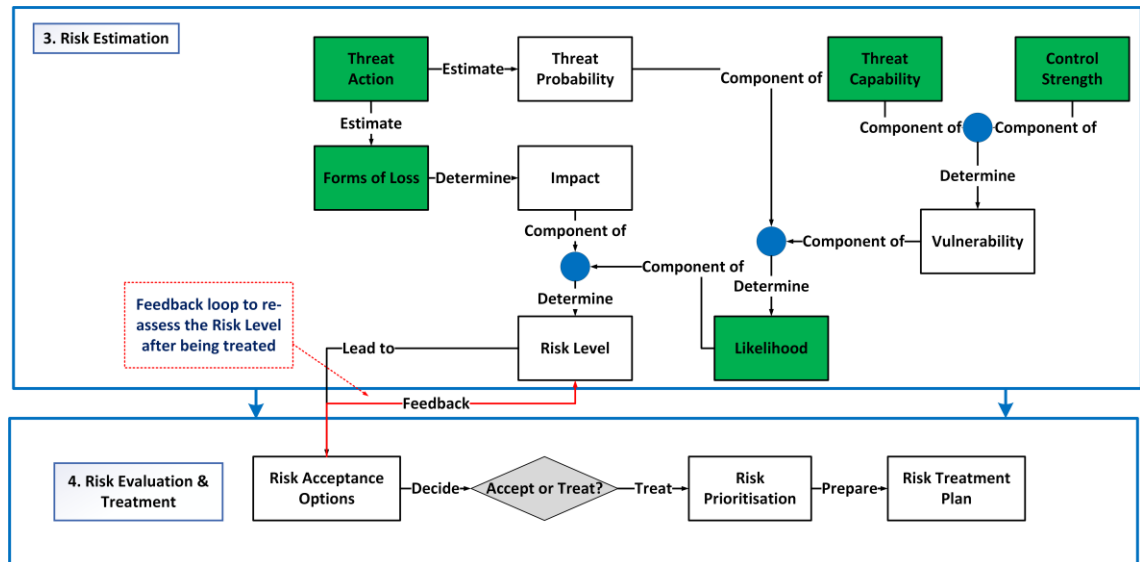 3. Risk Estimation
Threat
Action
Estimate
Threat
Probability
Component of
Threat
Capability
Control
Strength
Estimate
Component of
Component of
Forms of Loss
Determine
Impact
Determine
Component of
Component of
Vulnerability
Component of
Determine
Determine
Feedback loop to re-
assess the Risk Level
after being treated
Lead to
Risk Level
Likelihood
Feedback
4. Risk Evaluation &
Treatment
Risk Acceptance
Options
Decide
Accept or Treat?
Treat
Risk
Prioritisation
Prepare
Risk Treatment
Plan